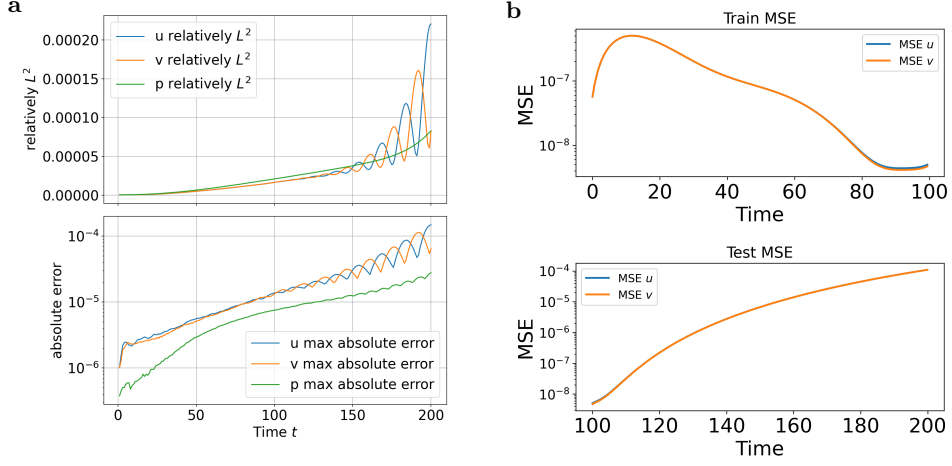 a
relatively L²
0.00020
0.00015
0.00010
0.00005
0.00000
u relatively L²
v relatively L²
p relatively L²
absolute error
10⁻⁴
10⁻⁵
10⁻⁶
u max absolute error
v max absolute error
p max absolute error
0 50 100 150 200
Time t
b
Train MSE
MSE
10⁻⁷
10⁻⁸
MSE u
MSE v
0 20 40 60 80 100
Time
Test MSE
MSE
10⁻⁴
10⁻⁵
10⁻⁶
10⁻⁷
10⁻⁸
MSE u
MSE v
100 120 140 160 180 200
Time